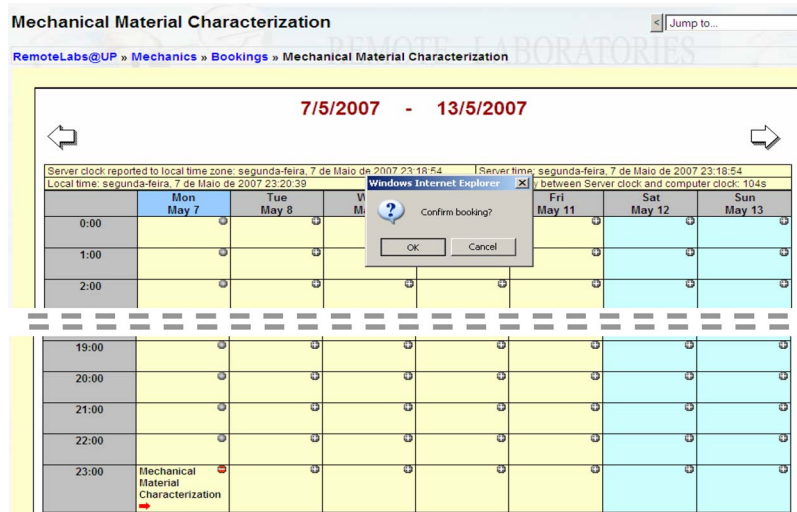 Mechanical Material Characterization
< Jump to...
REMOTE LABORATORIES
RemoteLabs@UP » Mechanics » Bookings » Mechanical Material Characterization
7/5/2007 - 13/5/2007
Server clock reported to local time zone: segunda-feira, 7 de Maio de 2007 23:18:54 Server time: segunda-feira, 7 de Maio de 2007 23:18:54
Local time: segunda-feira, 7 de Maio de 2007 23:20:39 between Server clock and computer clock: 104s
Windows Internet Explorer
Confirm booking?
OK Cancel
Mon Tue Fri Sat Sun
May 7 May 8 May 11 May 12 May 13
0:00
1:00
2:00
19:00
20:00
21:00
22:00
23:00 Mechanical
Material
Characterization